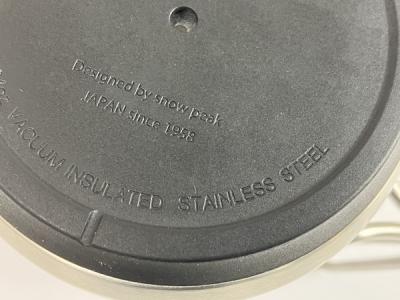 Designed by snow peak
JAPAN since 1958
VACUUM INSULATED STAINLESS STEEL